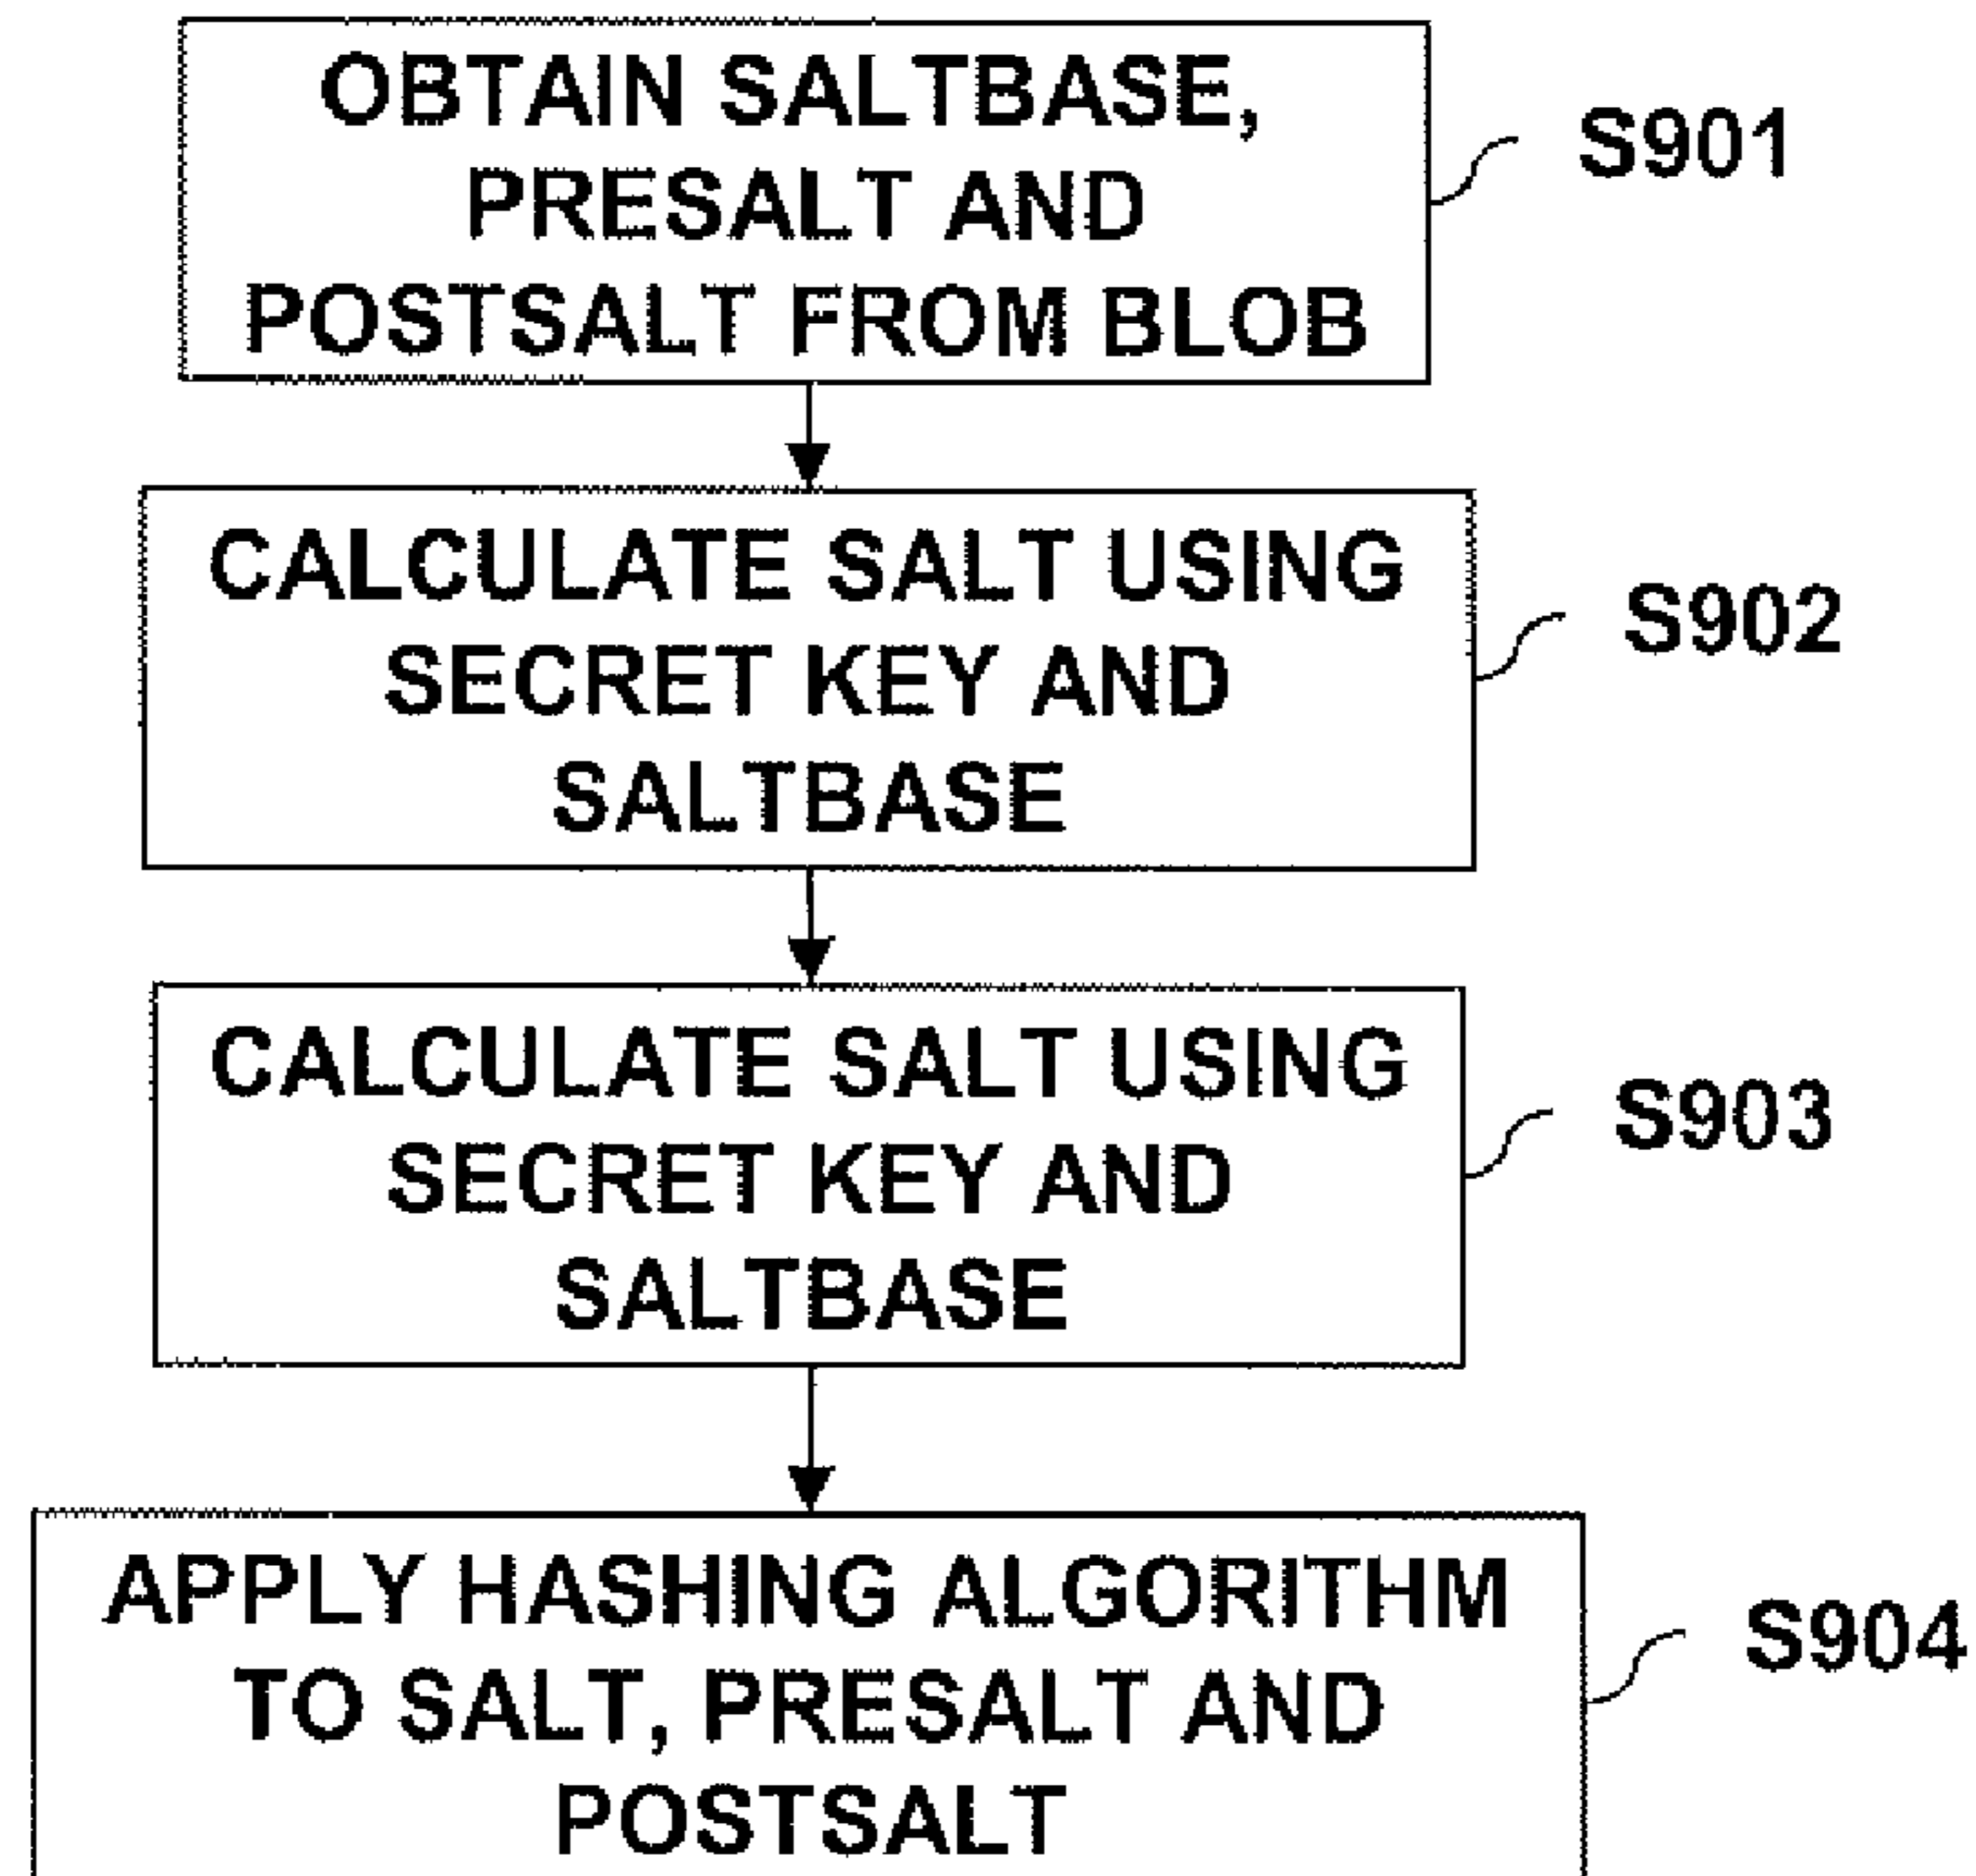 OBTAIN SALTBASE,
PRESALT AND
POSTSALT FROM BLOB
S901
CALCULATE SALT USING
SECRET KEY AND
SALTBASE
S902
CALCULATE SALT USING
SECRET KEY AND
SALTBASE
S903
APPLY HASHING ALGORITHM
TO SALT, PRESALT AND
POSTSALT
S904